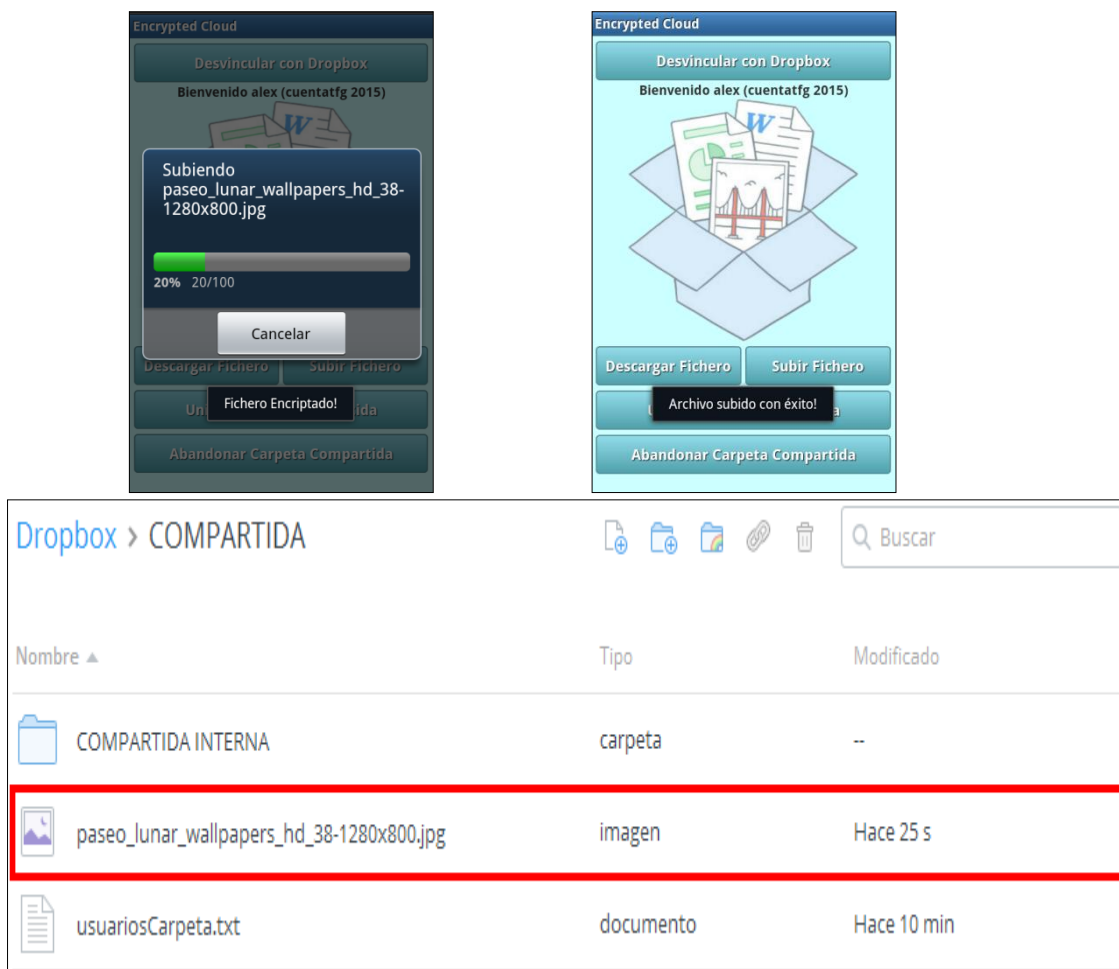 Encrypted Cloud
Desvincular con Dropbox
Bienvenido alex (cuentatfg 2015)
W
Subiendo
paseo_lunar_wallpapers_hd_38-
1280x800.jpg
20% 20/100
Cancelar
Descargar Fichero Subir Fichero
Fichero Encriptado!
Un ida
Abandonar Carpeta Compartida
Encrypted Cloud
Desvincular con Dropbox
Bienvenido alex (cuentatfg 2015)
W
Descargar Fichero Subir Fichero
Archivo subido con éxito!
a
Abandonar Carpeta Compartida
Dropbox › COMPARTIDA Buscar
Nombre ▲ Tipo Modificado
COMPARTIDA INTERNA carpeta --
paseo_lunar_wallpapers_hd_38-1280x800.jpg imagen Hace 25 s
usuariosCarpeta.txt documento Hace 10 min